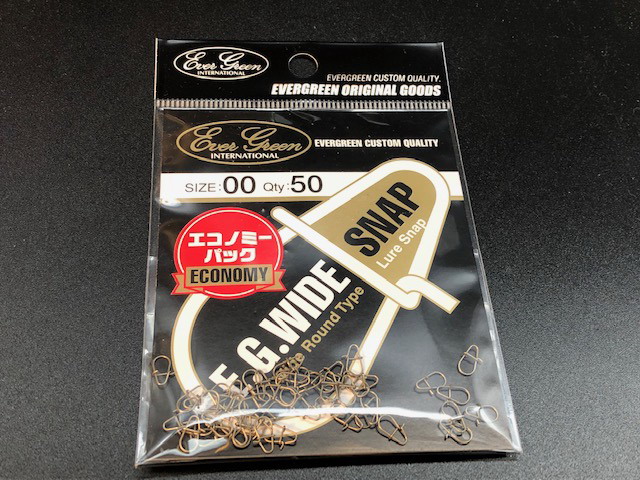 Ever Green
INTERNATIONAL
EVERGREEN CUSTOM QUALITY.
EVERGREEN ORIGINAL GOODS
Ever Green
INTERNATIONAL
EVERGREEN CUSTOM QUALITY
SIZE:00 Qty:50
エコノミー
パック
ECONOMY
E.G.WIDE SNAP
Round Type Lure Snap